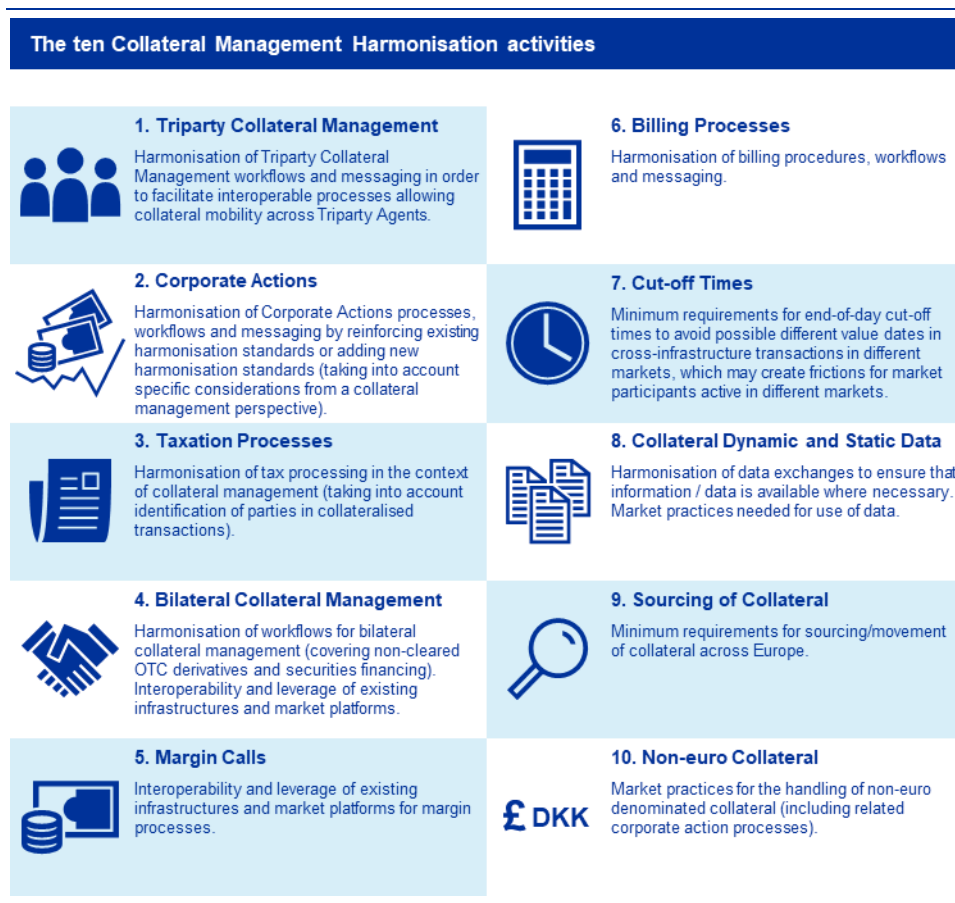 The ten Collateral Management Harmonisation activities
1. Triparty Collateral Management
Harmonisation of Triparty Collateral
Management workflows and messaging in order
to facilitate interoperable processes allowing
collateral mobility across Triparty Agents.
2. Corporate Actions
Harmonisation of Corporate Actions processes,
workflows and messaging by reinforcing existing
harmonisation standards or adding new
harmonisation standards (taking into account
specific considerations from a collateral
management perspective).
3. Taxation Processes
Harmonisation of tax processing in the context
of collateral management (taking into account
identification of parties in collateralised
transactions).
4. Bilateral Collateral Management
Harmonisation of workflows for bilateral
collateral management (covering non-cleared
OTC derivatives and securities financing).
Interoperability and leverage of existing
infrastructures and market platforms.
5. Margin Calls
Interoperability and leverage of existing
infrastructures and market platforms for margin
processes.
6. Billing Processes
Harmonisation of billing procedures, workflows
and messaging.
7. Cut-off Times
Minimum requirements for end-of-day cut-off
times to avoid possible different value dates in
cross-infrastructure transactions in different
markets, which may create frictions for market
participants active in different markets.
8. Collateral Dynamic and Static Data
Harmonisation of data exchanges to ensure that
information / data is available where necessary.
Market practices needed for use of data.
9. Sourcing of Collateral
Minimum requirements for sourcing/movement
of collateral across Europe.
£ DKK
10. Non-euro Collateral
Market practices for the handling of non-euro
denominated collateral (including related
corporate action processes).